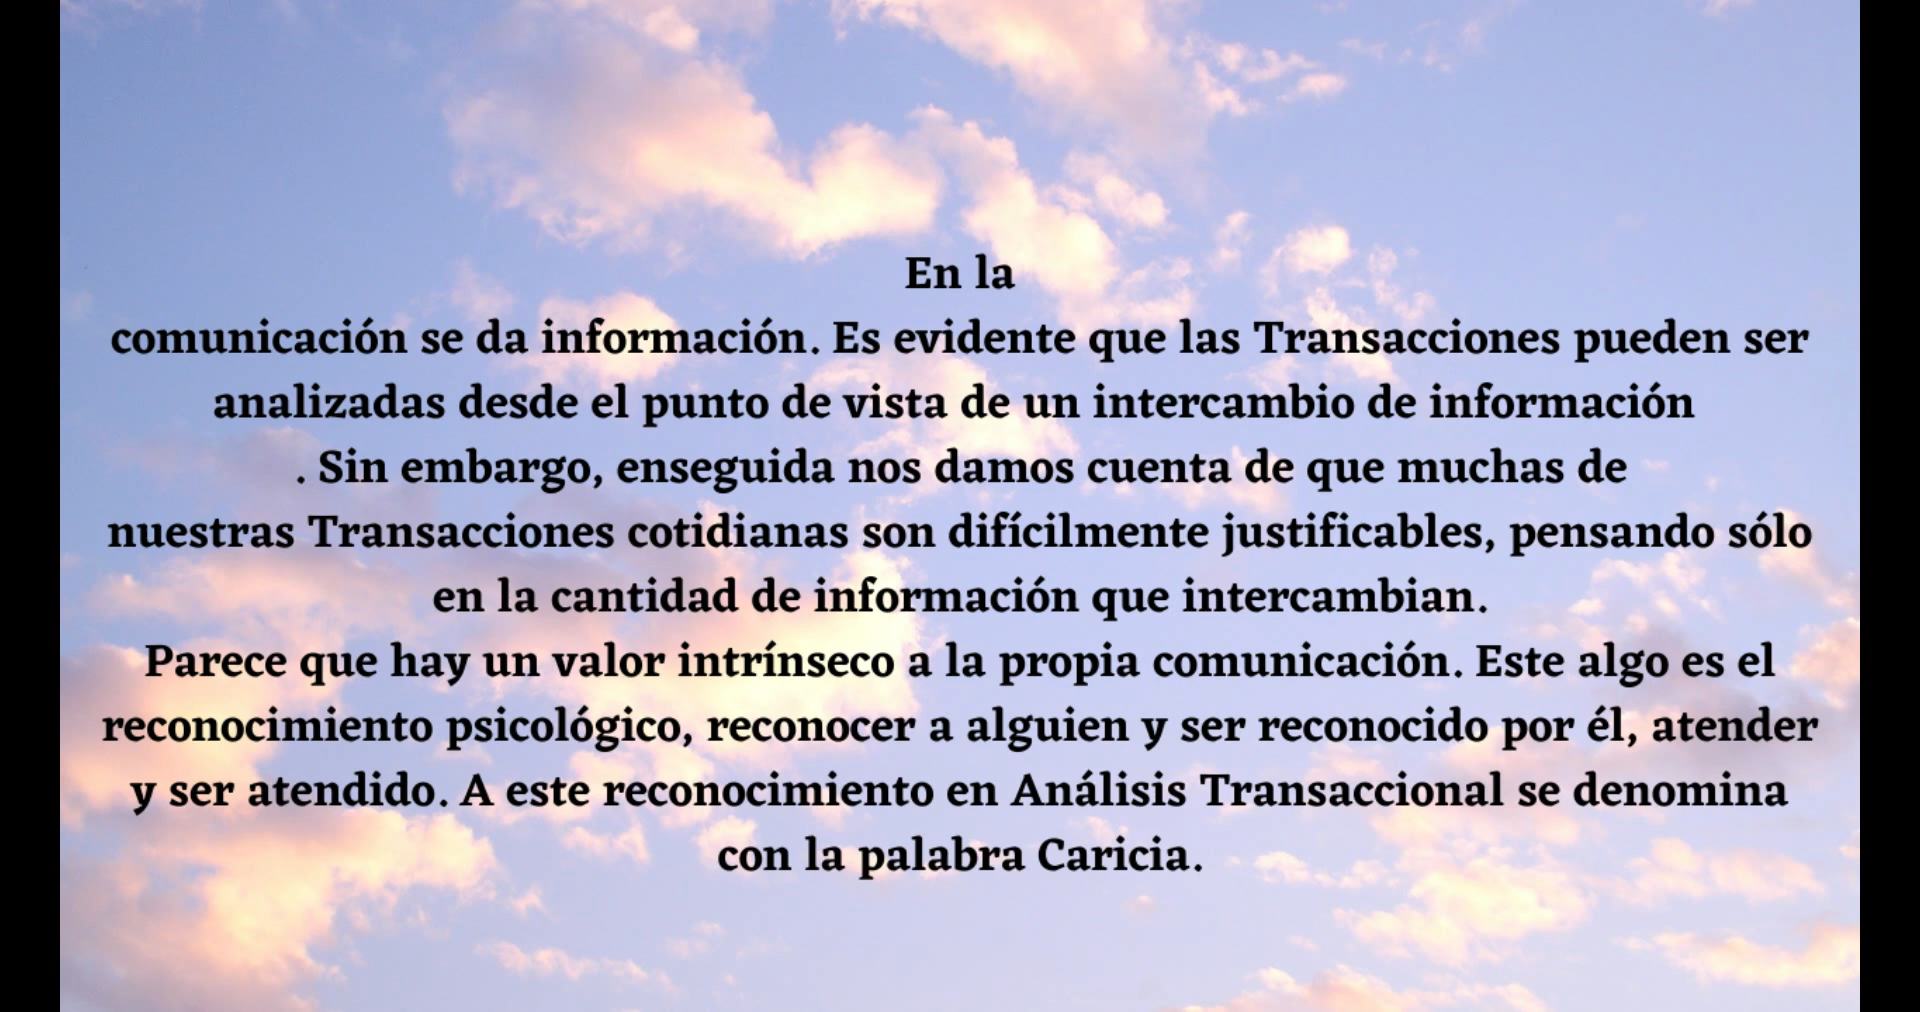 En la
comunicación se da información. Es evidente que las Transacciones pueden ser
analizadas desde el punto de vista de un intercambio de información
. Sin embargo, enseguida nos damos cuenta de que muchas de
nuestras Transacciones cotidianas son difícilmente justificables, pensando sólo
en la cantidad de información que intercambian.
Parece que hay un valor intrínseco a la propia comunicación. Este algo es el
reconocimiento psicológico, reconocer a alguien y ser reconocido por él, atender
y ser atendido. A este reconocimiento en Análisis Transaccional se denomina
con la palabra Caricia.